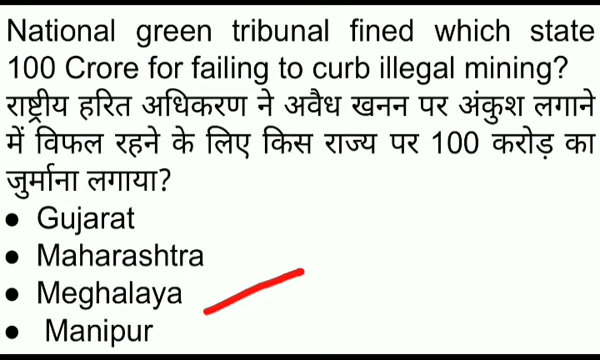 National green tribunal fined which state
100 Crore for failing to curb illegal mining?
राष्ट्रीय हरित अधिकरण ने अवैध खनन पर अंकुश लगाने
में विफल रहने के लिए किस राज्य पर 100 करोड़ का
जुर्माना लगाया?
● Gujarat
● Maharashtra
● Meghalaya
● Manipur